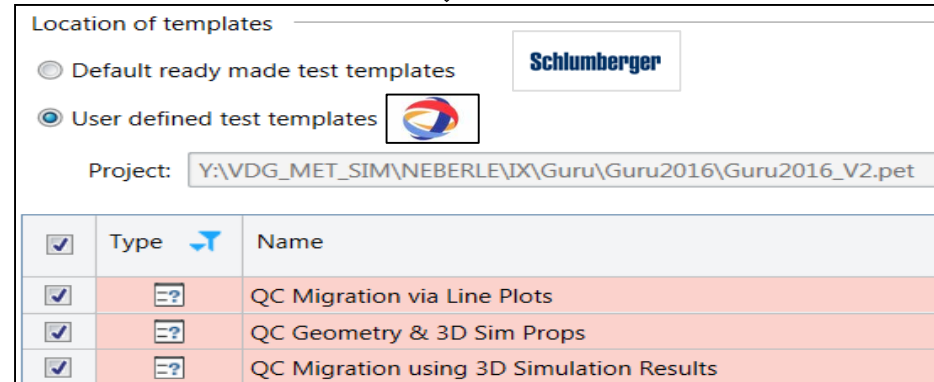 Location of templates
Default ready made test templates
Schlumberger
User defined test templates
Project: Y:\VDG_MET_SIM\NEBERLE\IX\Guru\Guru2016\Guru2016_V2.pet
Type Name
QC Migration via Line Plots
QC Geometry & 3D Sim Props
QC Migration using 3D Simulation Results